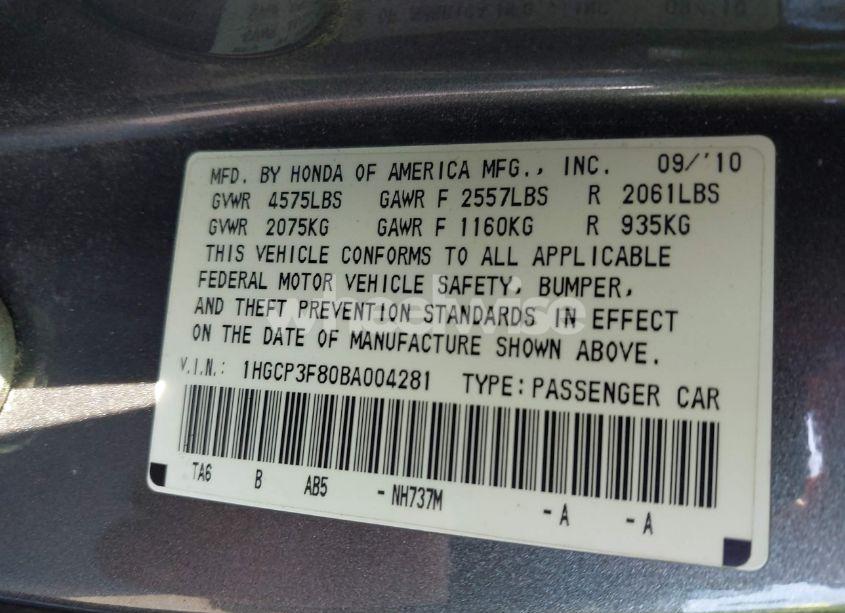 MFD. BY HONDA OF AMERICA MFG., INC. 09/'10
GVWR 4575LBS GAWR F 2557LBS R 2061LBS
GVWR 2075KG GAWR F 1160KG R 935KG
THIS VEHICLE CONFORMS TO ALL APPLICABLE
FEDERAL MOTOR VEHICLE SAFETY, BUMPER,
AND THEFT PREVENTION STANDARDS IN EFFECT
ON THE DATE OF MANUFACTURE SHOWN ABOVE.
V.I.N.: 1HGCP3F80BA004281 TYPE: PASSENGER CAR
TA6 B AB5 - NH737M - A - A
wheelwise